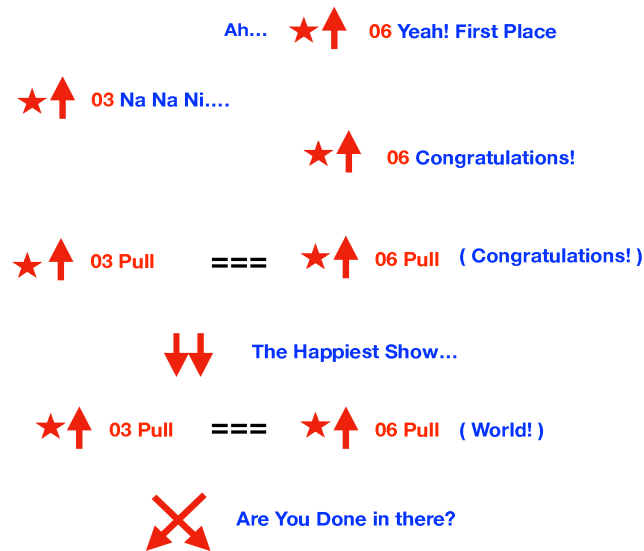 Ah... 06 Yeah! First Place
03 Na Na Ni....
06 Congratulations!
03 Pull === 06 Pull ( Congratulations! )
The Happiest Show...
03 Pull === 06 Pull ( World! )
Are You Done in there?